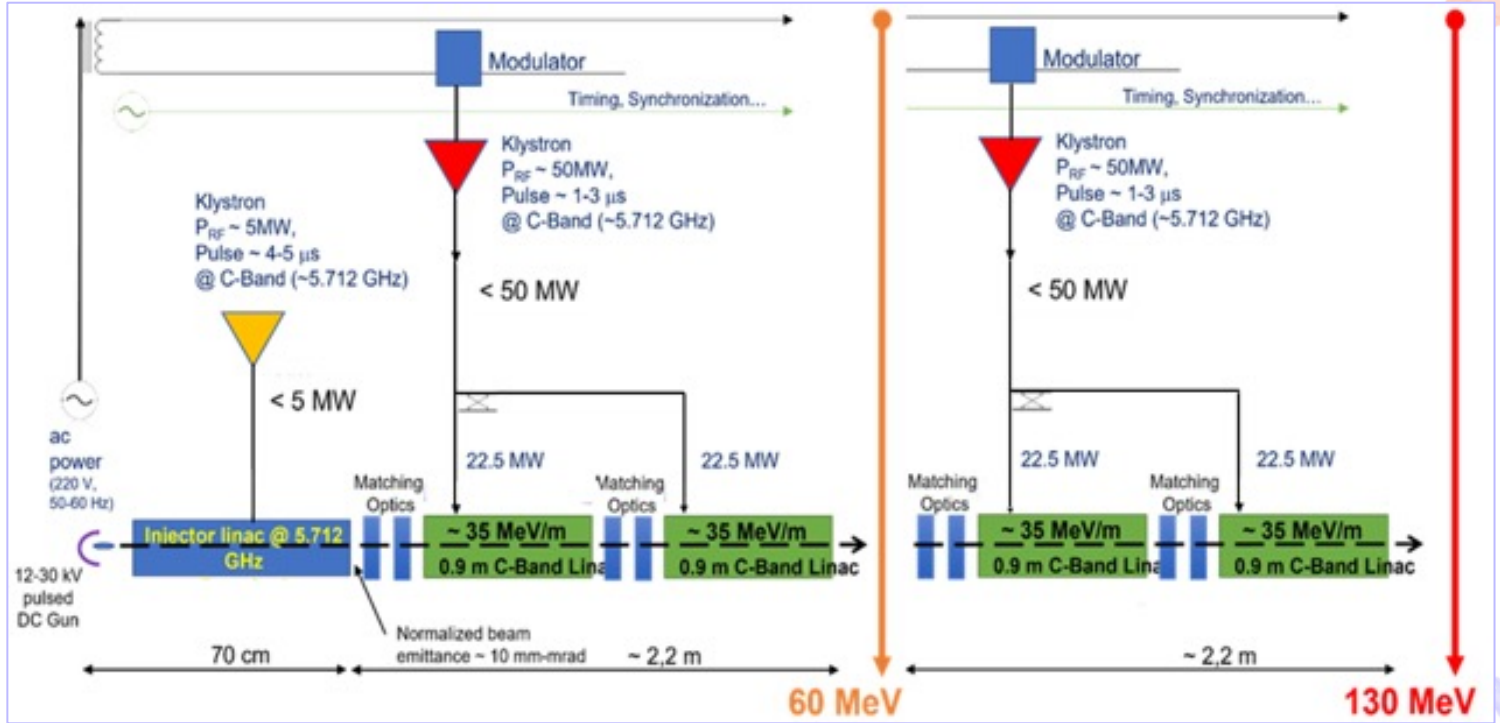 Modulator
Timing, Synchronization...
Klystron
P_RF ~ 50MW,
Pulse ~ 1-3 μs
@ C-Band (~5.712 GHz)
Klystron
P_RF ~ 5MW,
Pulse ~ 4-5 μs
@ C-Band (~5.712 GHz)
< 50 MW
< 5 MW
ac
power
(220 V,
50-60 Hz)
22.5 MW
22.5 MW
Matching
Optics
Matching
Optics
Injector linac @ 5.712
GHz
~ 35 MeV/m
0.9 m C-Band Linac
~ 35 MeV/m
0.9 m C-Band Linac
12-30 kV
pulsed
DC Gun
Normalized beam
emittance ~ 10 mm-mrad
70 cm
~ 2,2 m
60 MeV
Modulator
Timing, Synchronization...
Klystron
P_RF ~ 50MW,
Pulse ~ 1-3 μs
@ C-Band (~5.712 GHz)
< 50 MW
22.5 MW
22.5 MW
Matching
Optics
Matching
Optics
~ 35 MeV/m
0.9 m C-Band Linac
~ 35 MeV/m
0.9 m C-Band Linac
~ 2,2 m
130 MeV